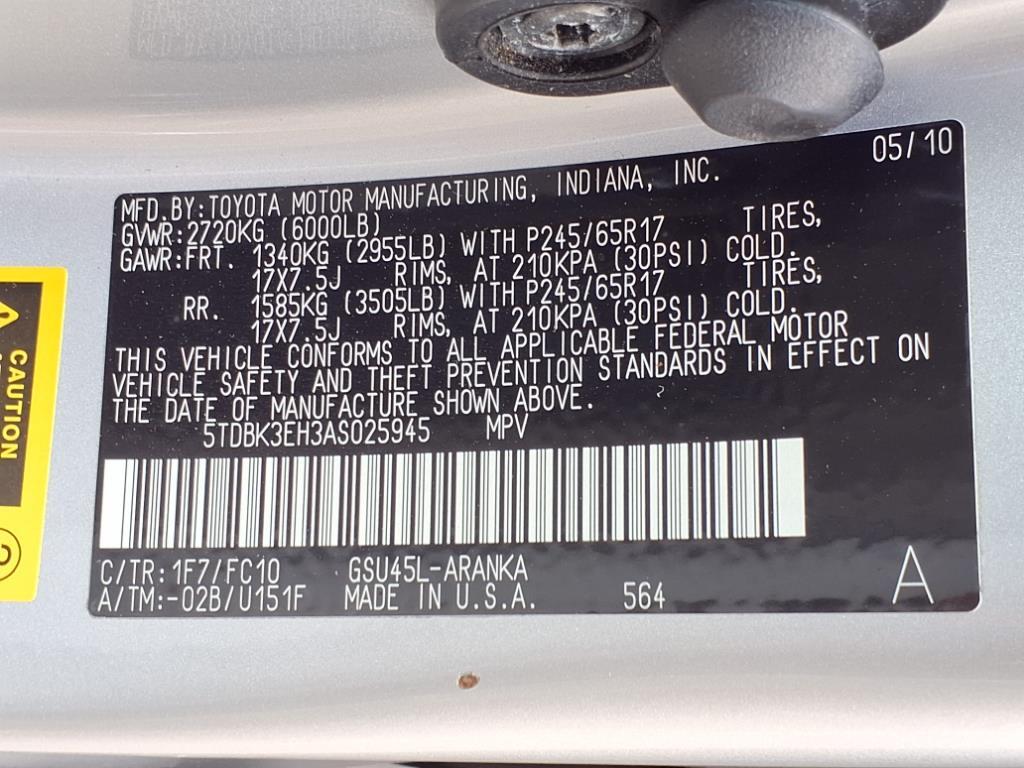 05/10
MFD.BY:TOYOTA MOTOR MANUFACTURING, INDIANA, INC.
GVWR:2720KG (6000LB)
GAWR:FRT. 1340KG (2955LB) WITH P245/65R17 TIRES,
17X7.5J RIMS, AT 210KPA (30PSI) COLD.
RR. 1585KG (3505LB) WITH P245/65R17 TIRES,
17X7.5J RIMS, AT 210KPA (30PSI) COLD.
THIS VEHICLE CONFORMS TO ALL APPLICABLE FEDERAL MOTOR
VEHICLE SAFETY AND THEFT PREVENTION STANDARDS IN EFFECT ON
THE DATE OF MANUFACTURE SHOWN ABOVE.
5TDBK3EH3AS025945 MPV
C/TR:1F7/FC10 GSU45L-ARANKA
A/TM:-02B/U151F MADE IN U.S.A. 564 A
CAUTION